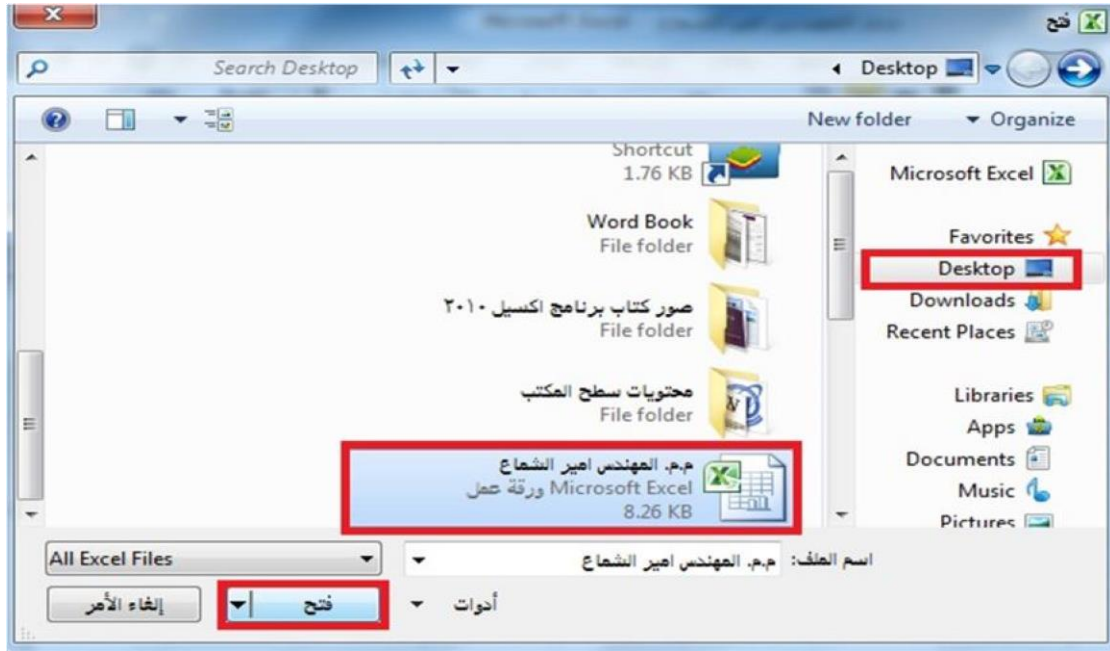 فتح
Desktop
Search Desktop
Organize
New folder
Microsoft Excel
Favorites
Desktop
Downloads
Recent Places
Libraries
Apps
Documents
Music
Pictures
Shortcut
1.76 KB
Word Book
File folder
صور كتاب برنامج اكسيل ٢٠١٠
File folder
محتويات سطح المكتب
File folder
م.م. المهندس امير الشماع
ورقة عمل Microsoft Excel
8.26 KB
اسم الملف: م.م. المهندس امير الشماع
All Excel Files
أدوات
فتح
إلغاء الأمر